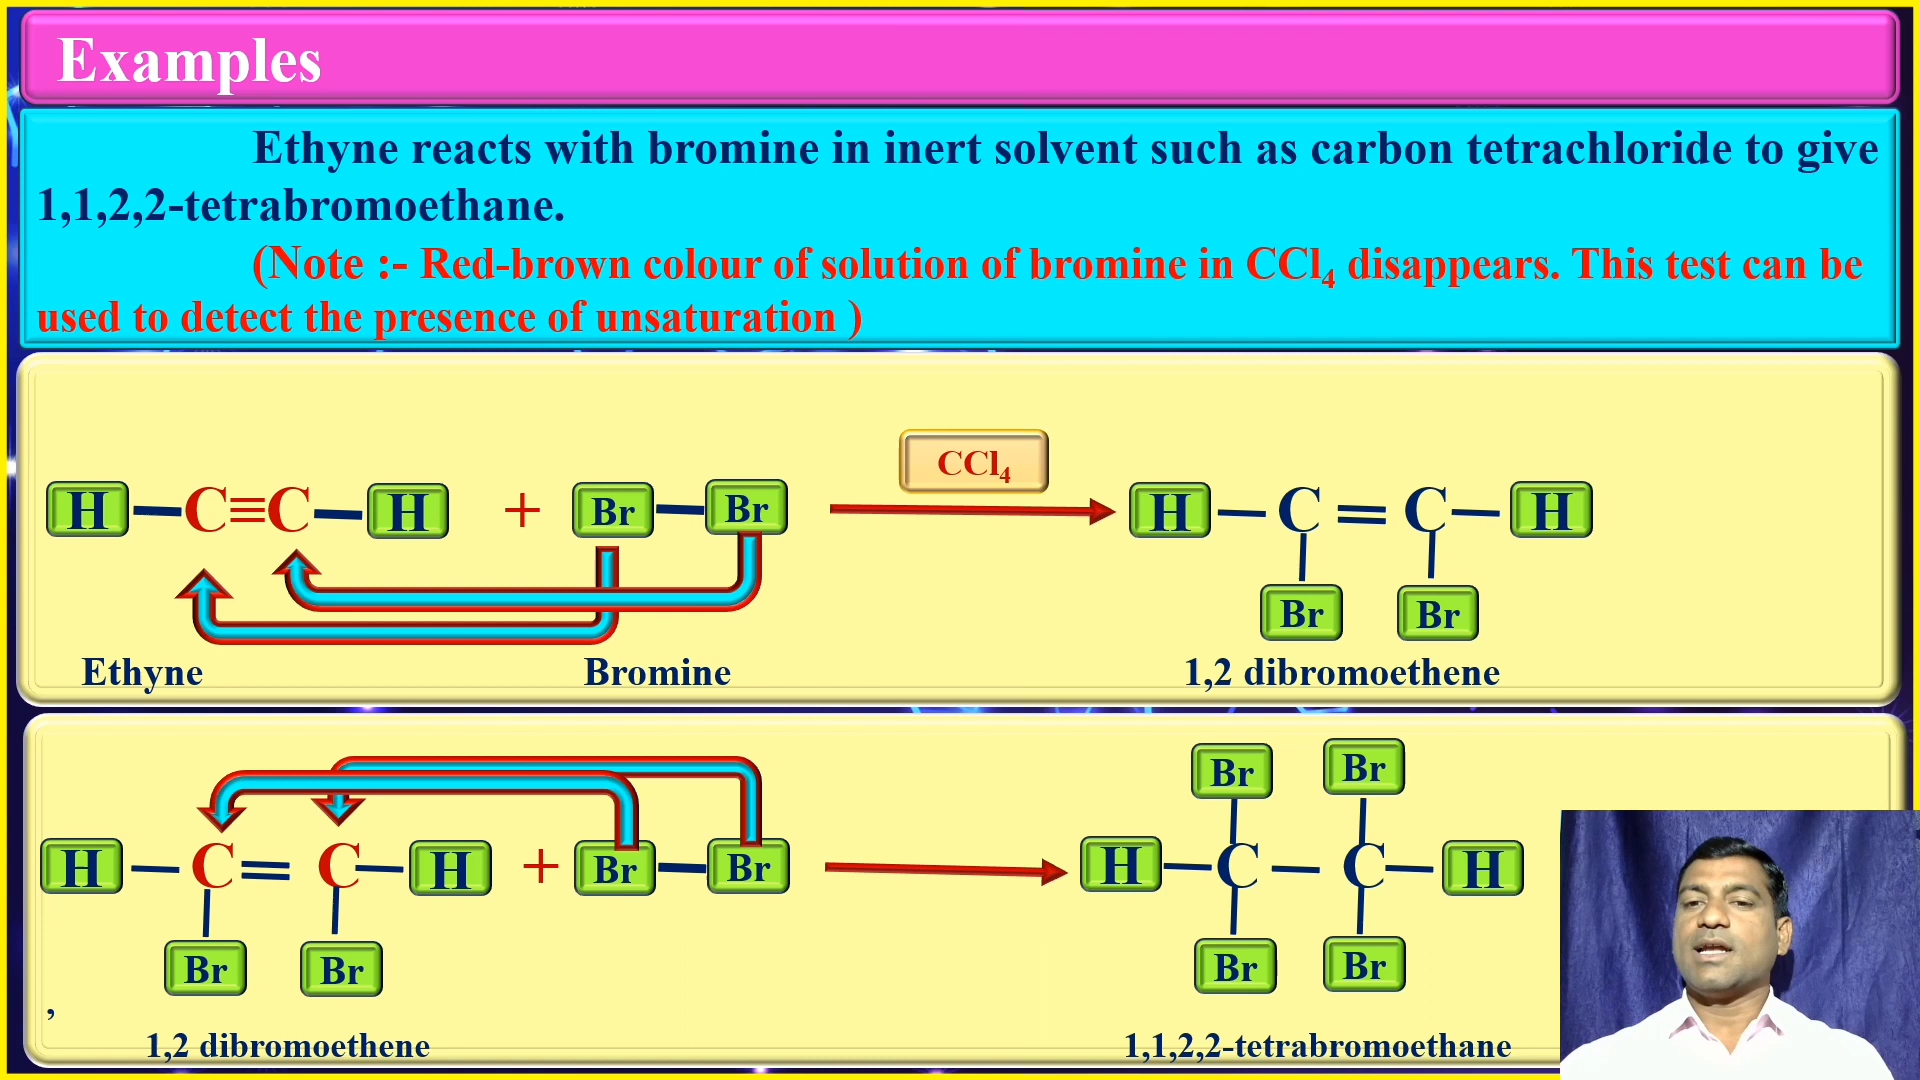 Examples
Ethyne reacts with bromine in inert solvent such as carbon tetrachloride to give
1,1,2,2-tetrabromoethane.
(Note :- Red-brown colour of solution of bromine in CCl₄ disappears. This test can be
used to detect the presence of unsaturation )
CCl₄
H C≡C H + Br Br H C = C H
Br Br
Ethyne Bromine 1,2 dibromoethene
Br Br
H C = C H + Br Br H C C H
Br Br Br Br
,
1,2 dibromoethene 1,1,2,2-tetrabromoethane